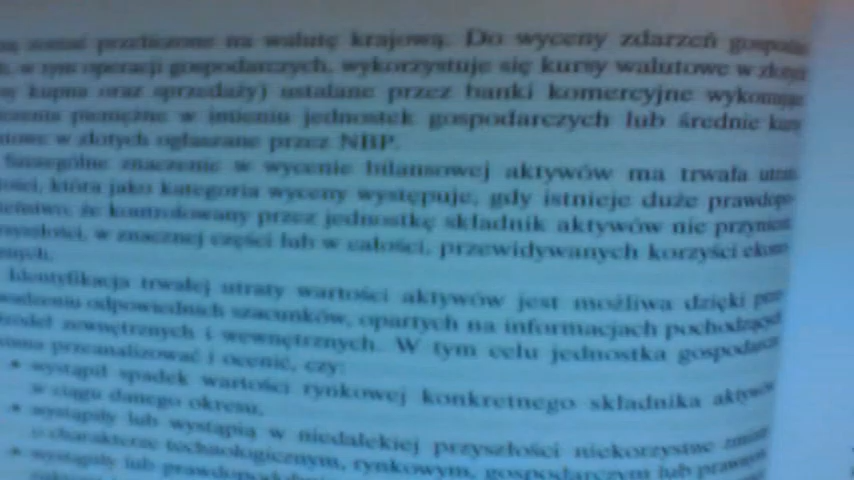 zostać przeliczone na walutę krajową. Do wyceny zdarzeń
w tym operacji gospodarczych, wykorzystuje się kursy walutowe w
kupna oraz sprzedaży) ustalane przez banki komercyjne
pieniężne w imieniu jednostek gospodarczych lub średnie
w złotych ogłaszane przez NBP.
Szczególne znaczenie w wycenie bilansowej aktywów ma trwała
która jako kategoria wyceny występuje, gdy istnieje duże prawdopo-
że kontrolowany przez jednostkę składnik aktywów nie
w znacznej części lub w całości, przewidywanych korzyści
Identyfikacja trwałej utraty wartości aktywów jest możliwa dzięki
odpowiednich szacunków, opartych na informacjach pochodzących
zewnętrznych i wewnętrznych. W tym celu jednostka
przeanalizować i ocenić, czy:
• wystąpił spadek wartości rynkowej konkretnego składnika aktywów
w ciągu danego okresu,
• wystąpiły lub wystąpią w niedalekiej przyszłości niekorzystne
o charakterze technologicznym, rynkowym, gospodarczym lub
• wystąpiły lub